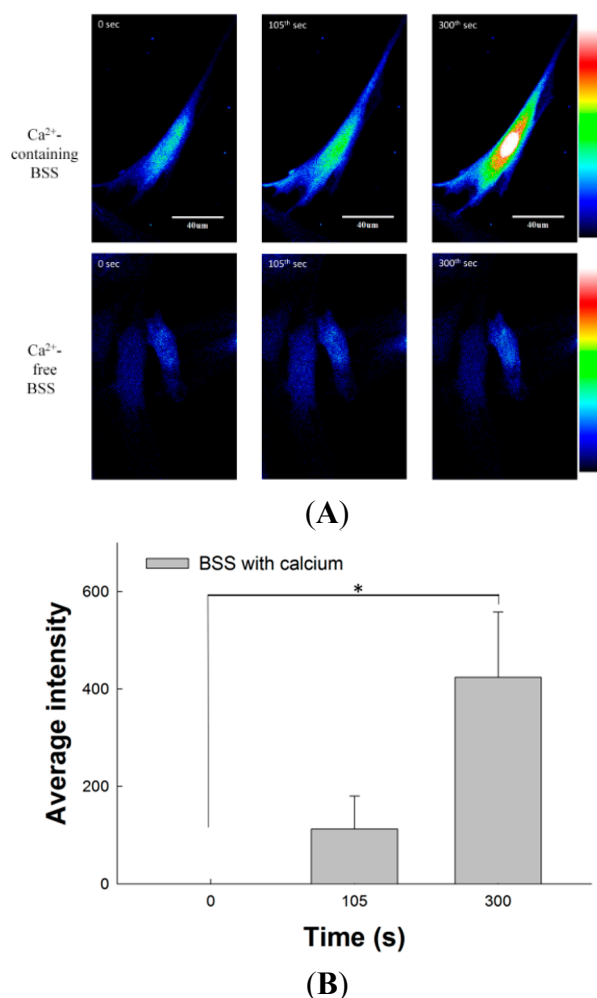 0 sec
105th sec
300th sec
Ca2+-
containing
BSS
40um
40um
40um
0 sec
105th sec
300th sec
Ca2+-
free
BSS
(A)
BSS with calcium
*
600
400
200
0
Average intensity
0
105
300
Time (s)
(B)